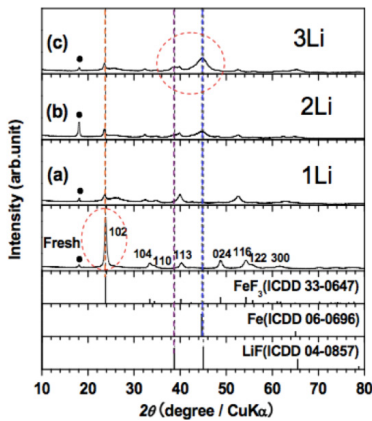 (c)
3Li
(b)
2Li
(a)
1Li
Fresh
102
104
110
113
024
116
122
300
FeF3(ICDD 33-0647)
Fe(ICDD 06-0696)
LiF(ICDD 04-0857)
10 20 30 40 50 60 70 80
2θ (degree / CuKα)
Intensity (arb.unit)